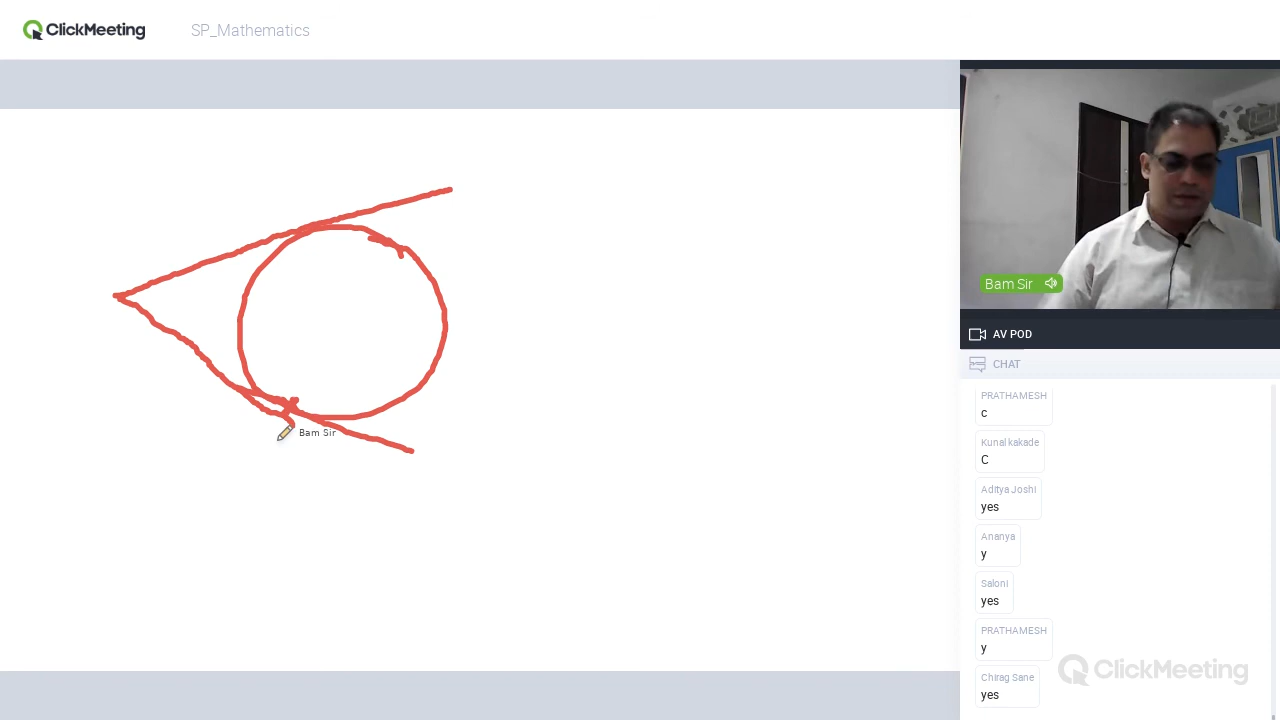 ClickMeeting
SP_Mathematics
Bam Sir
AV POD
CHAT
PRATHAMESH
c
Kunal kakade
C
Aditya Joshi
yes
Ananya
y
Saloni
yes
PRATHAMESH
y
Chirag Sane
yes
Bam Sir
ClickMeeting